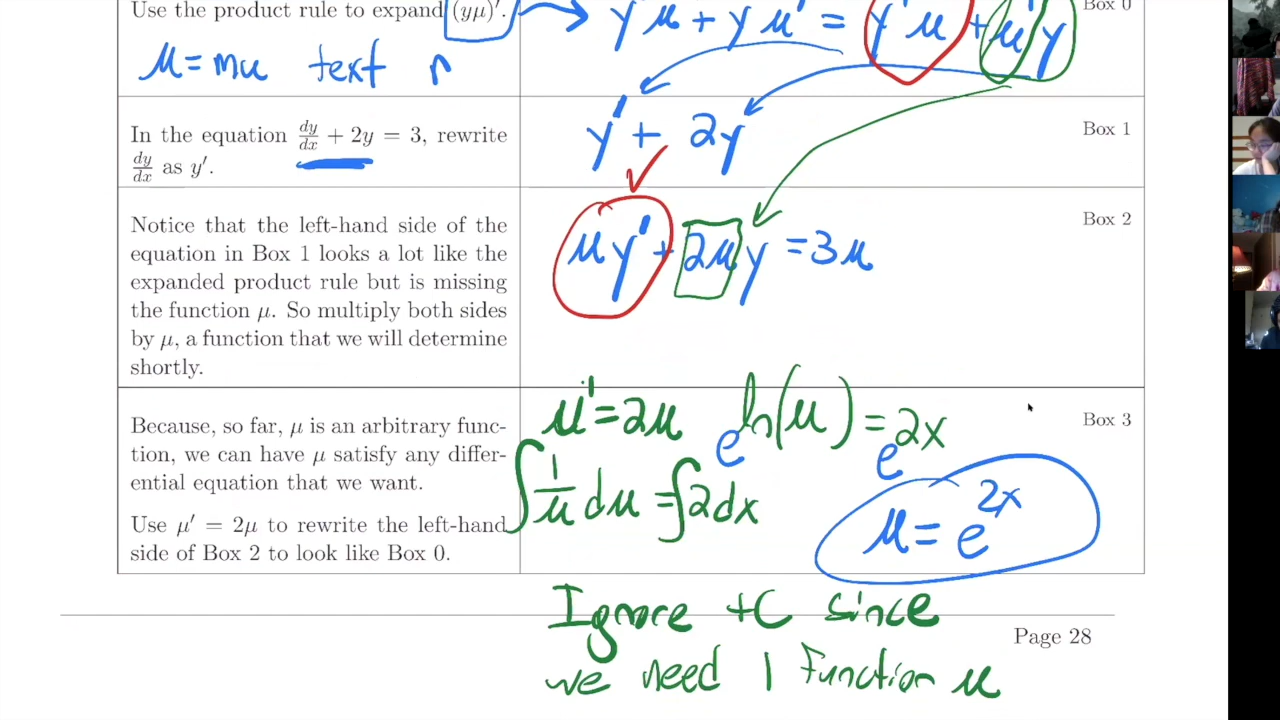 Use the product rule to expand (yμ)′.
y′μ + yμ′ = y′μ + μ′y
Box 0
μ = mu text
In the equation dy/dx + 2y = 3, rewrite
dy/dx as y′.
y′ + 2y
Box 1
Notice that the left-hand side of the
equation in Box 1 looks a lot like the
expanded product rule but is missing
the function μ. So multiply both sides
by μ, a function that we will determine
shortly.
μy′ + 2μy = 3μ
Box 2
Because, so far, μ is an arbitrary func-
tion, we can have μ satisfy any differ-
ential equation that we want.
Use μ′ = 2μ to rewrite the left-hand
side of Box 2 to look like Box 0.
μ′ = 2μ
∫ 1/μ dμ = ∫ 2dx
e^ln(μ) = e^2x
μ = e^2x
Box 3
Ignore +C since
we need 1 function μ
Page 28